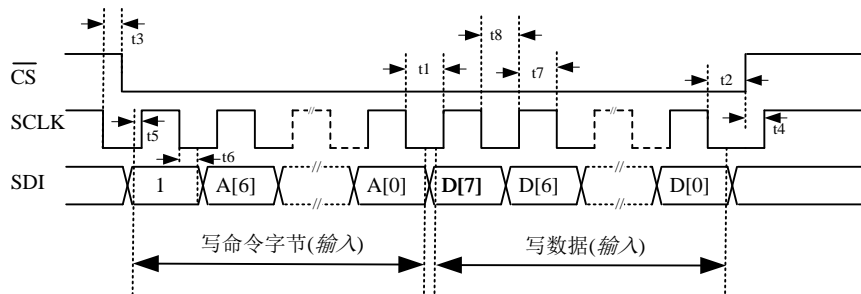 t3
t8
t1
t7
t2
CS
SCLK
t5
t4
t6
SDI
1
A[6]
A[0]
D[7]
D[6]
D[0]
写命令字节(输入)
写数据(输入)